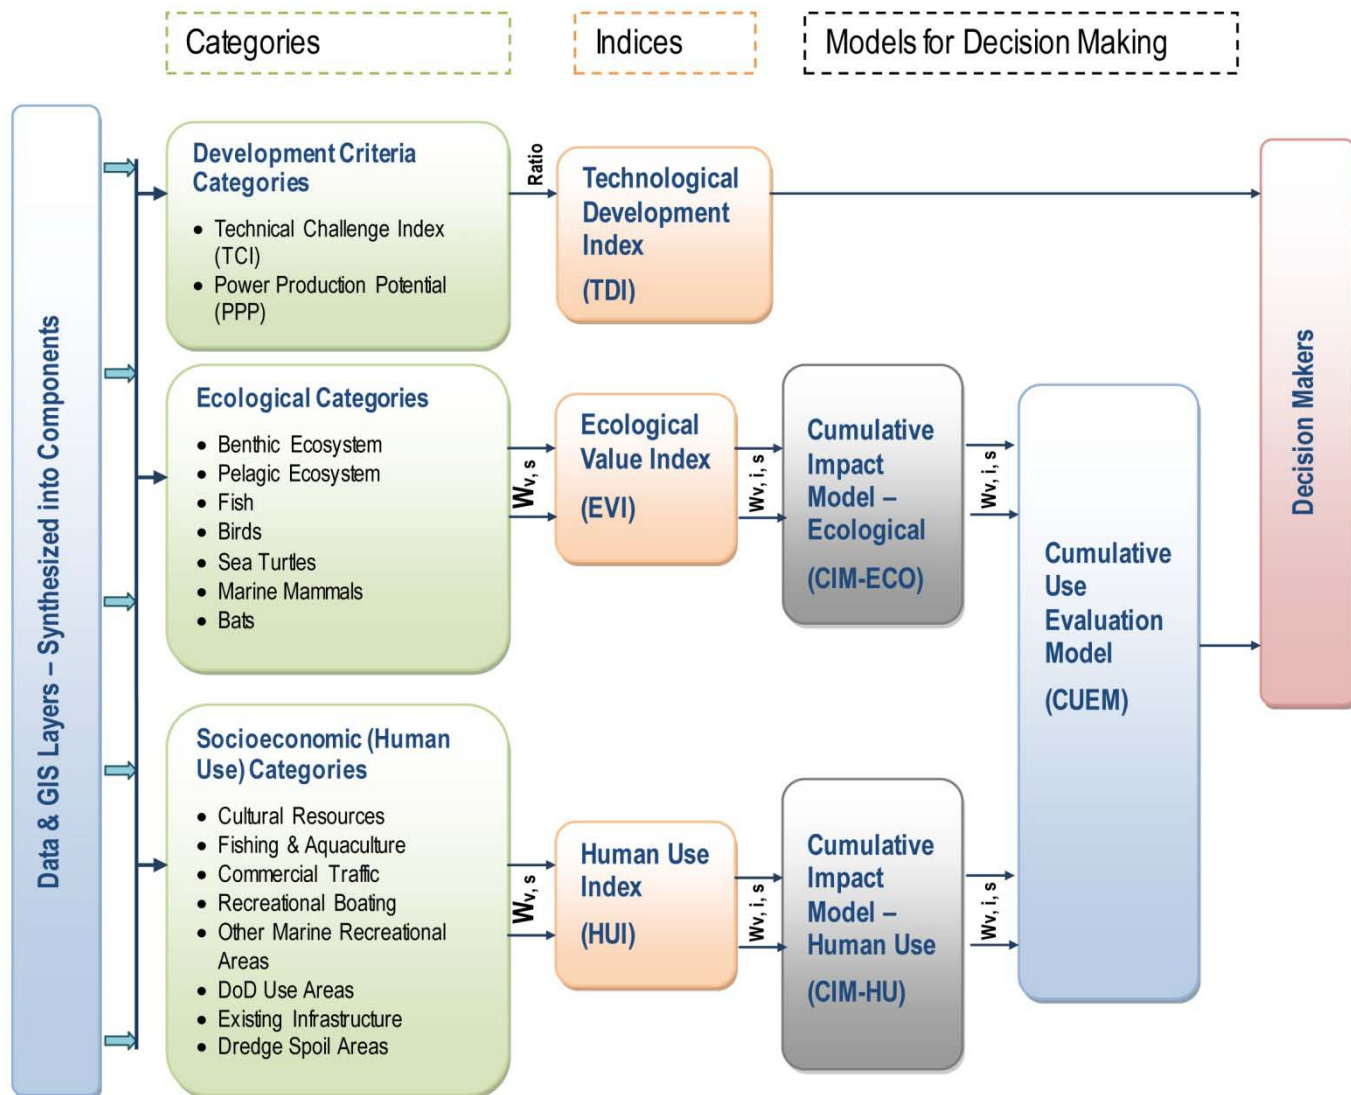 Categories
Indices
Models for Decision Making
Data & GIS Layers – Synthesized into Components
Development Criteria
Categories
• Technical Challenge Index
(TCI)
• Power Production Potential
(PPP)
Ratio
Technological
Development
Index
(TDI)
Ecological Categories
• Benthic Ecosystem
• Pelagic Ecosystem
• Fish
• Birds
• Sea Turtles
• Marine Mammals
• Bats
Wv, s
Ecological
Value Index
(EVI)
Wv, i, s
Cumulative
Impact
Model –
Ecological
(CIM-ECO)
Wv, i, s
Socioeconomic (Human
Use) Categories
• Cultural Resources
• Fishing & Aquaculture
• Commercial Traffic
• Recreational Boating
• Other Marine Recreational
Areas
• DoD Use Areas
• Existing Infrastructure
• Dredge Spoil Areas
Wv, s
Human Use
Index
(HUI)
Wv, i, s
Cumulative
Impact
Model –
Human Use
(CIM-HU)
Wv, i, s
Cumulative
Use
Evaluation
Model
(CUEM)
Decision Makers